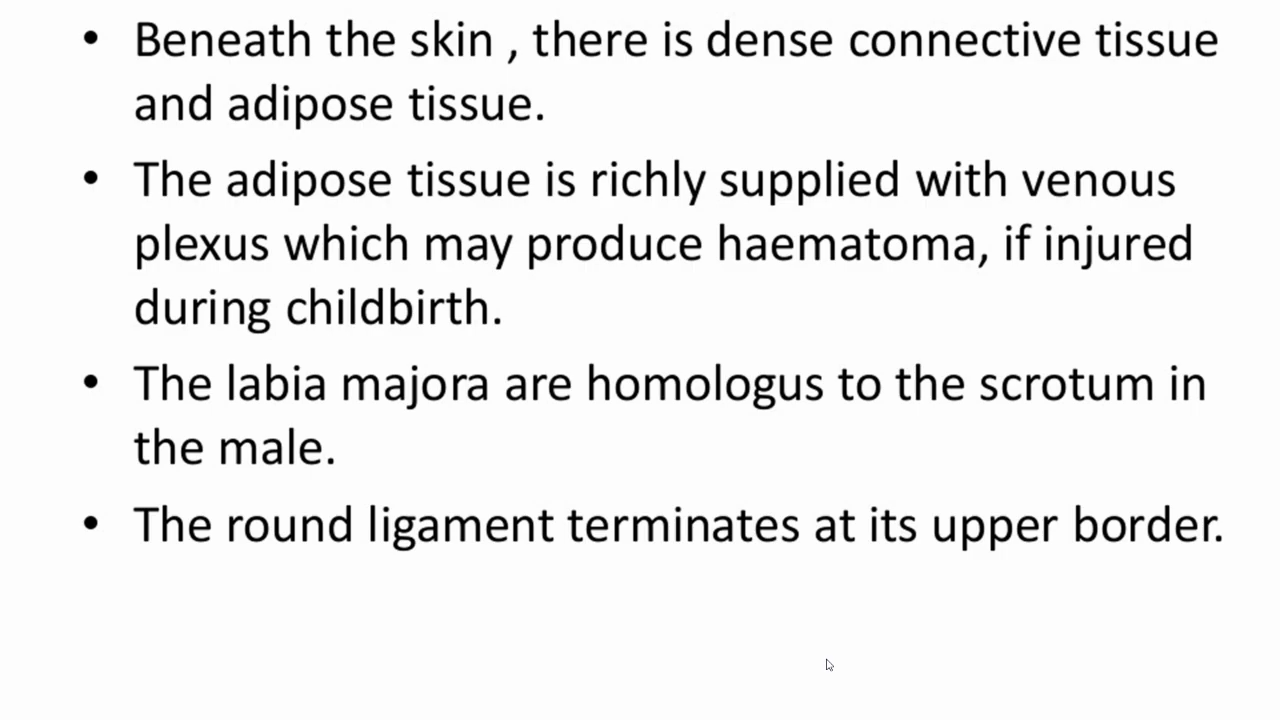 • Beneath the skin , there is dense connective tissue
and adipose tissue.
• The adipose tissue is richly supplied with venous
plexus which may produce haematoma, if injured
during childbirth.
• The labia majora are homologus to the scrotum in
the male.
• The round ligament terminates at its upper border.